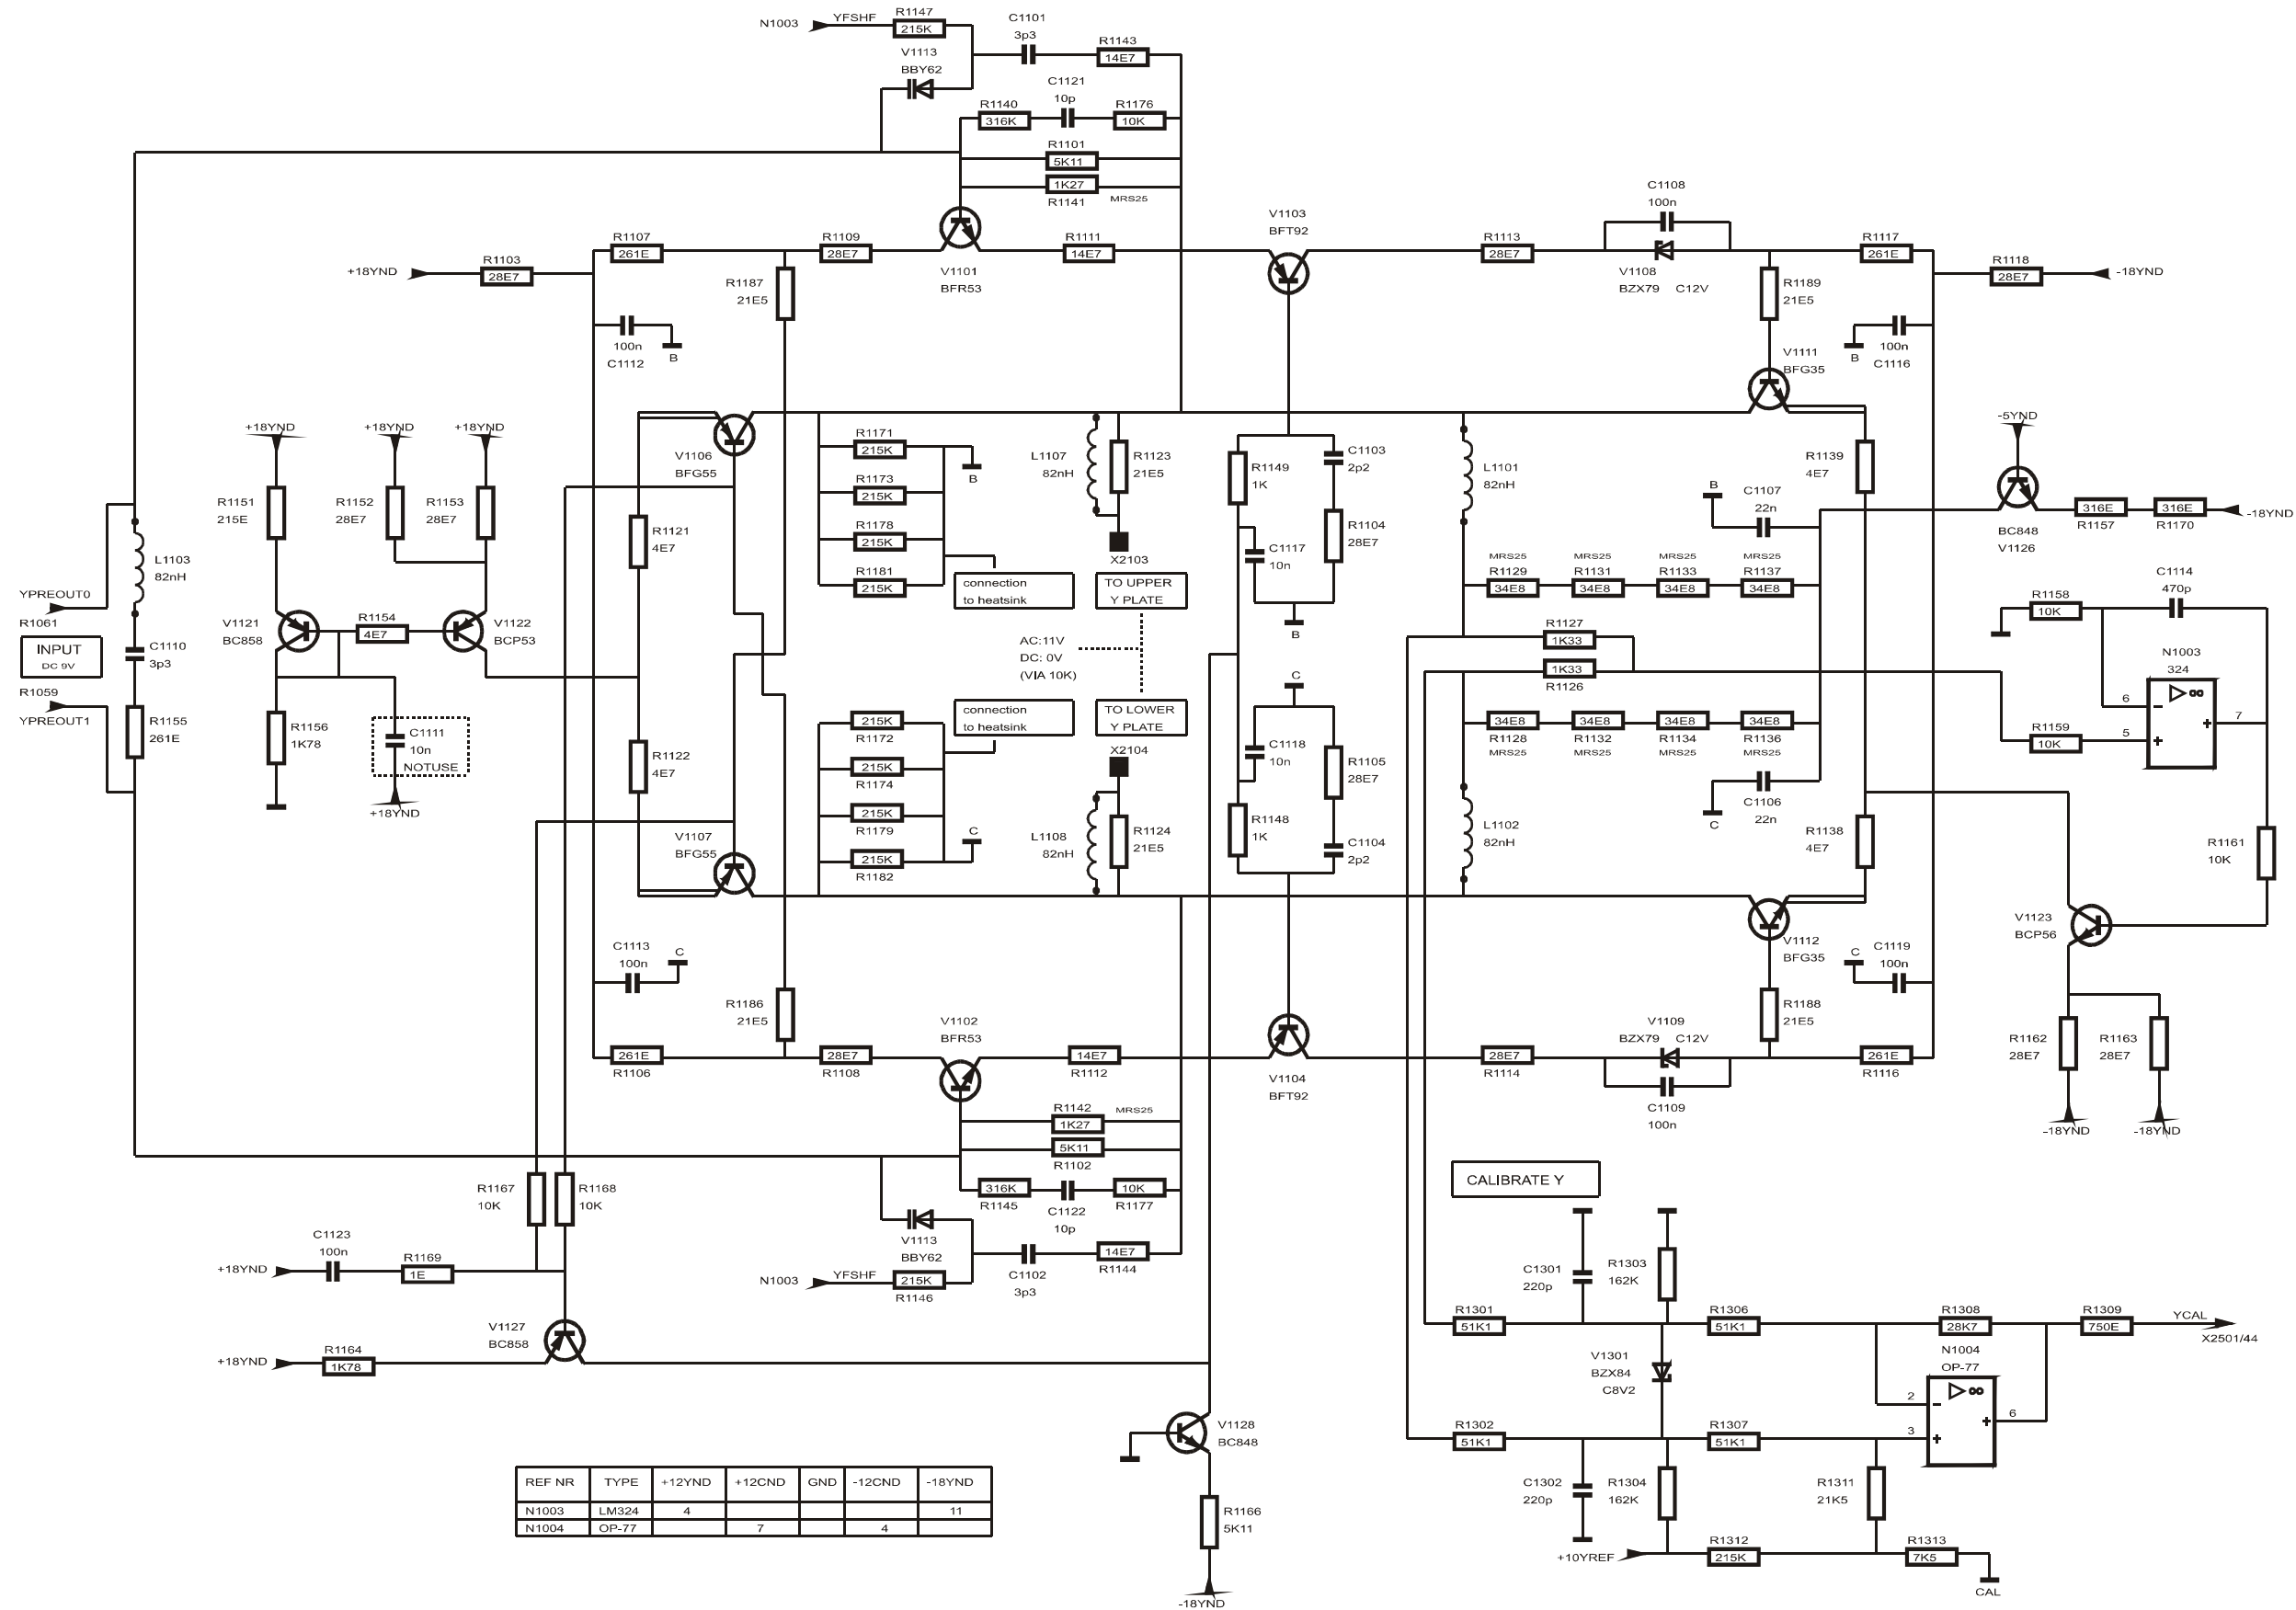 N1003
YFSHF
R1147
215K
V1113
BBY62
C1101
3p3
R1143
14E7
C1121
10p
R1140
316K
R1176
10K
R1101
5K11
1K27
R1141
MRS25
R1103
28E7
+18YND
R1107
261E
R1109
28E7
V1101
BFR53
R1111
14E7
V1103
BFT92
R1113
28E7
C1108
100n
V1108
BZX79 C12V
R1117
261E
R1118
28E7
-18YND
R1187
21E5
R1189
21E5
100n
C1112
B
V1111
BFG35
B
100n
C1116
+18YND
+18YND
+18YND
R1151
215E
R1152
28E7
R1153
28E7
V1106
BFG55
R1171
215K
R1173
215K
R1178
215K
R1181
215K
B
connection
to heatsink
L1107
82nH
R1123
21E5
X2103
TO UPPER
Y PLATE
R1149
1K
C1103
2p2
R1104
28E7
C1117
10n
B
L1101
82nH
B
C1107
22n
R1139
4E7
-5YND
BC848
V1126
316E
R1157
316E
R1170
-18YND
L1103
82nH
YPREOUT0
R1061
INPUT
DC 9V
R1059
YPREOUT1
C1110
3p3
R1155
261E
V1121
BC858
R1154
4E7
V1122
BCP53
R1121
4E7
R1122
4E7
R1156
1K78
C1111
10n
NOTUSE
+18YND
AC:11V
DC: 0V
(VIA 10K)
MRS25
R1129
34E8
MRS25
R1131
34E8
MRS25
R1133
34E8
MRS25
R1137
34E8
R1127
1K33
1K33
R1126
34E8
R1128
MRS25
34E8
R1132
MRS25
34E8
R1134
MRS25
34E8
R1136
MRS25
C1114
470p
R1158
10K
N1003
324
6
5
7
R1159
10K
connection
to heatsink
TO LOWER
Y PLATE
X2104
215K
R1172
215K
R1174
215K
R1179
215K
R1182
C
C
C1118
10n
R1105
28E7
R1148
1K
C1104
2p2
L1108
82nH
R1124
21E5
L1102
82nH
C
C1106
22n
R1138
4E7
R1161
10K
V1107
BFG55
V1112
BFG35
V1123
BCP56
C1113
100n
C
C
C1119
100n
R1186
21E5
R1188
21E5
V1102
BFR53
261E
R1106
28E7
R1108
14E7
R1112
V1104
BFT92
28E7
R1114
V1109
BZX79 C12V
C1109
100n
261E
R1116
R1162
28E7
R1163
28E7
-18YND
-18YND
R1142
1K27
MRS25
5K11
R1102
316K
R1145
C1122
10p
10K
R1177
V1113
BBY62
N1003
YFSHF
215K
R1146
C1102
3p3
14E7
R1144
R1167
10K
R1168
10K
C1123
100n
+18YND
R1169
1E
V1127
BC858
+18YND
R1164
1K78
V1128
BC848
R1166
5K11
-18YND
CALIBRATE Y
C1301
220p
R1303
162K
R1301
51K1
R1306
51K1
R1308
28K7
N1004
OP-77
R1309
750E
YCAL
X2501/44
V1301
BZX84
C8V2
2
3
6
R1302
51K1
R1307
51K1
C1302
220p
R1304
162K
R1311
21K5
+10YREF
R1312
215K
R1313
7K5
CAL
REF NR TYPE +12YND +12CND GND -12CND -18YND
N1003 LM324 4 11
N1004 OP-77 7 4